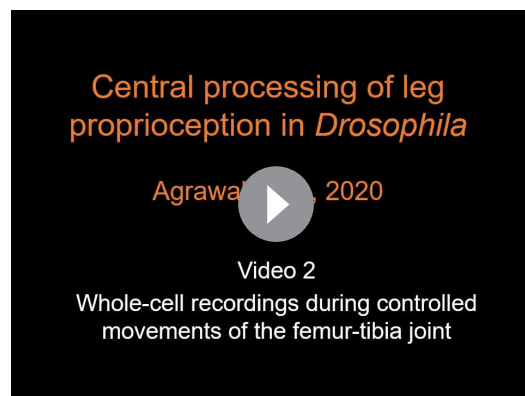 Central processing of leg
proprioception in Drosophila
Agrawal , 2020
Video 2
Whole-cell recordings during controlled
movements of the femur-tibia joint